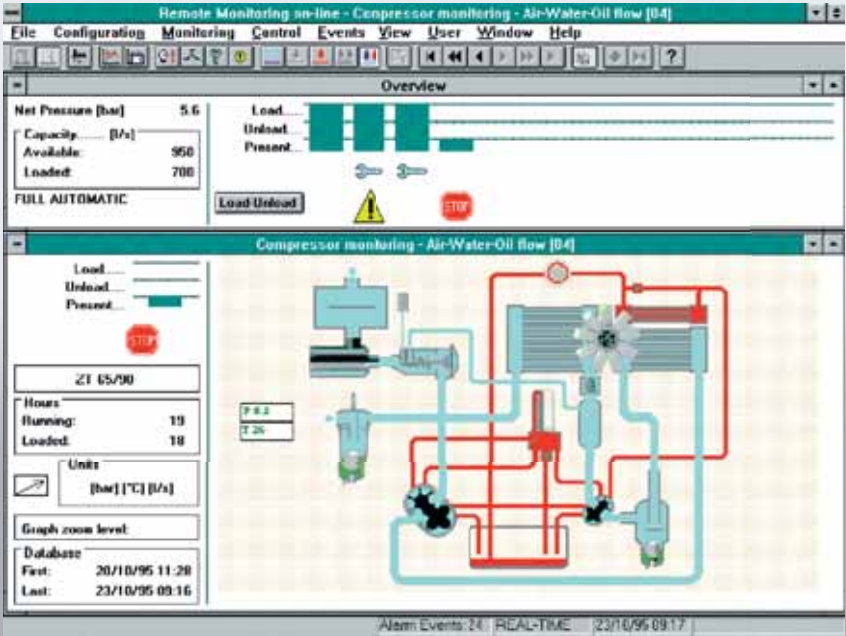 Remote Monitoring on-line - Compressor monitoring - Air-Water-Oil flow [04]
File Configuration Monitoring Control Events View User Window Help
?
Overview
Net Pressure [bar] 5.6
Capacity....... [l/s]
Available: 950
Loaded: 700
FULL AUTOMATIC
Load.....
Unload.....
Present...
Load-Unload
!
STOP
Compressor monitoring - Air-Water-Oil flow [04]
Load.....
Unload.....
Present...
STOP
ZT 65/90
Hours
Running: 19
Loaded: 18
Units
[bar] [°C] [l/s]
Graph zoom level:
Database
First: 20/10/95 11:28
Last: 23/10/95 09:16
T 26
Alarm Events: 24 REAL-TIME 23/10/95 09:17